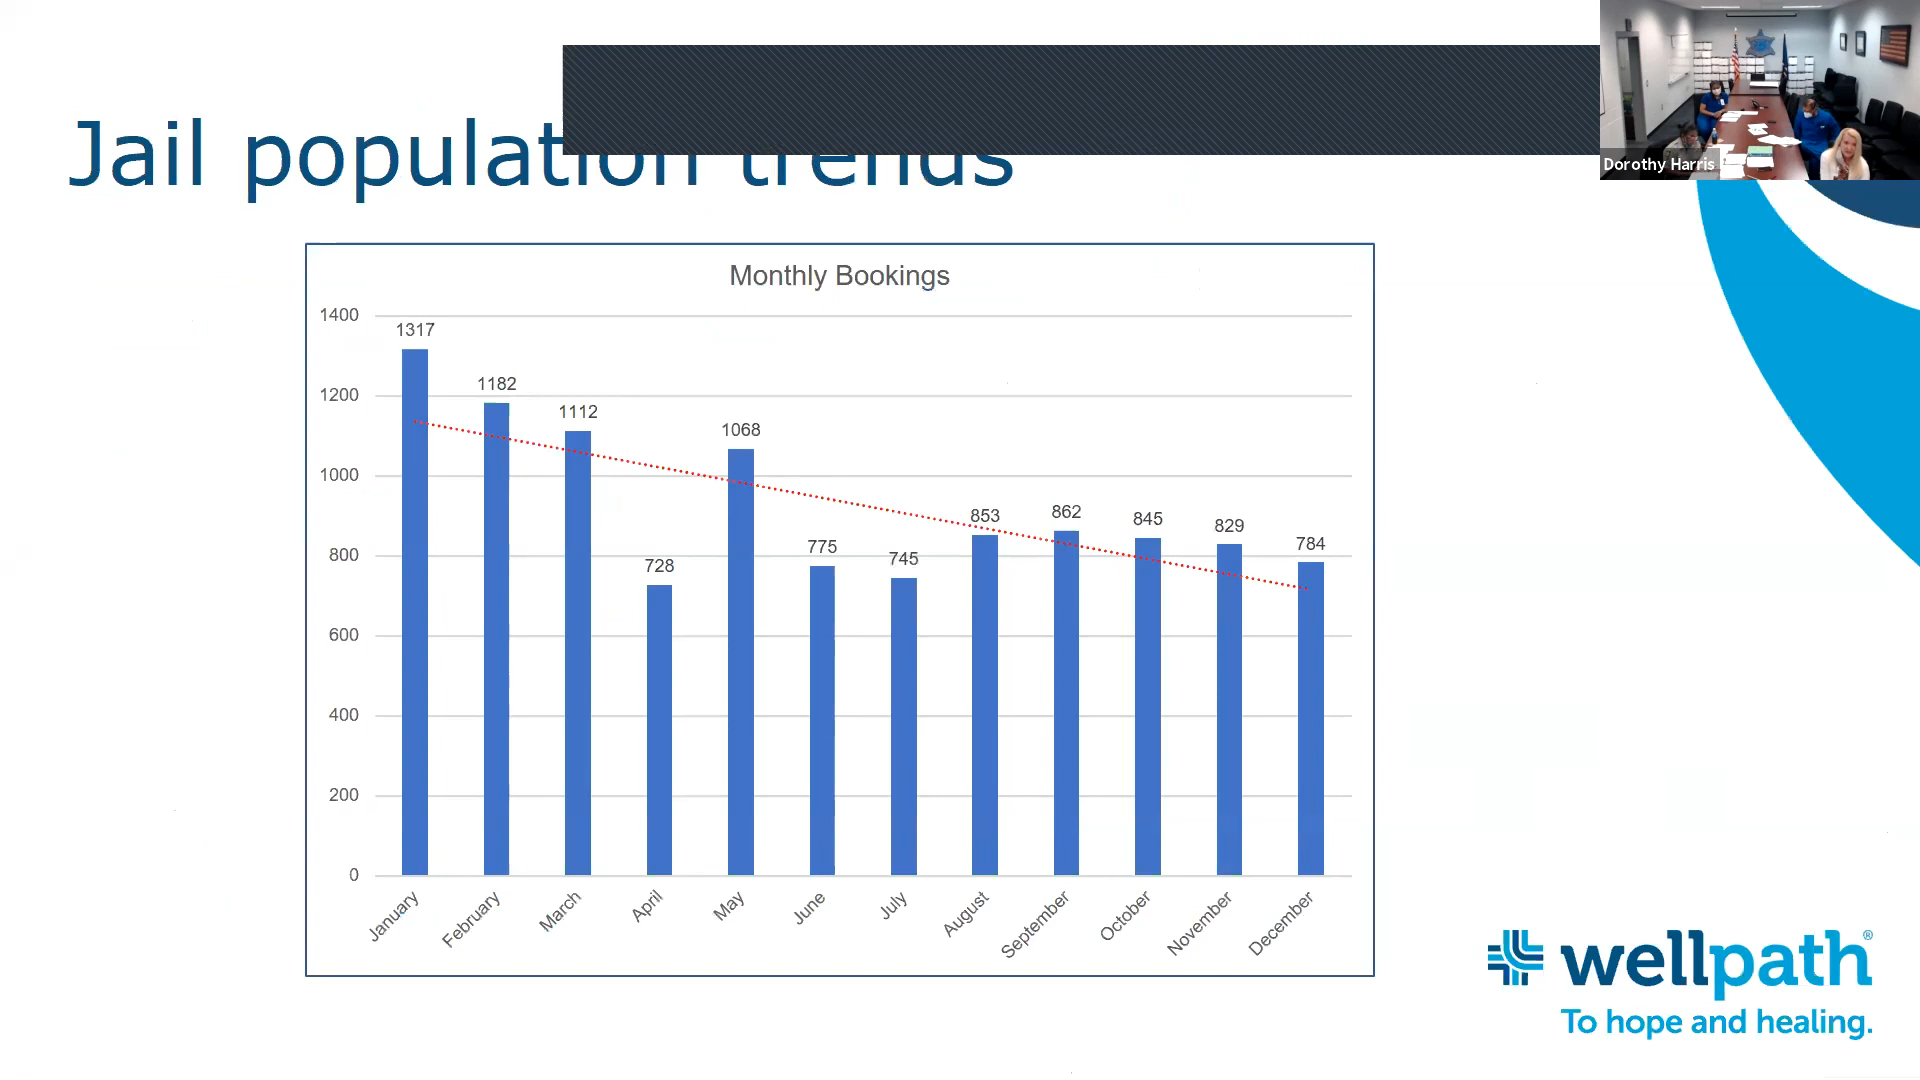 Jail population trends
Dorothy Harris
Monthly Bookings
1400
1200
1000
800
600
400
200
0
1317
1182
1112
728
1068
775
745
853
862
845
829
784
January
February
March
April
May
June
July
August
September
October
November
December
wellpath®
To hope and healing.